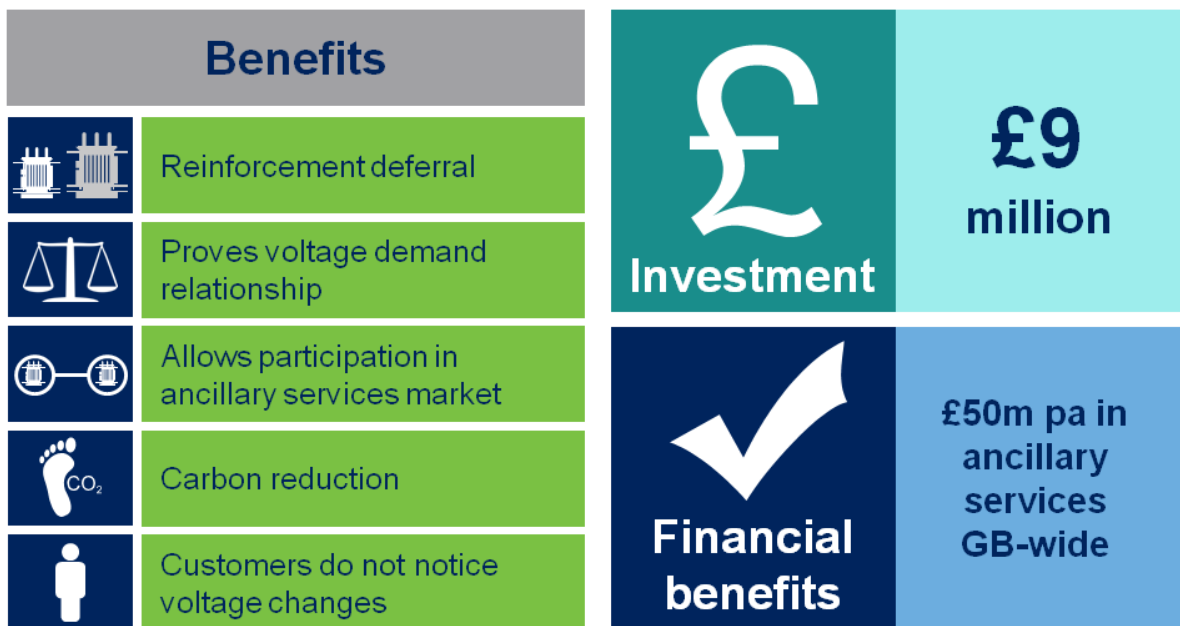 Benefits
Reinforcement deferral
Proves voltage demand
relationship
Allows participation in
ancillary services market
CO₂
Carbon reduction
Customers do not notice
voltage changes
£
Investment
£9
million
Financial
benefits
£50m pa in
ancillary
services
GB-wide